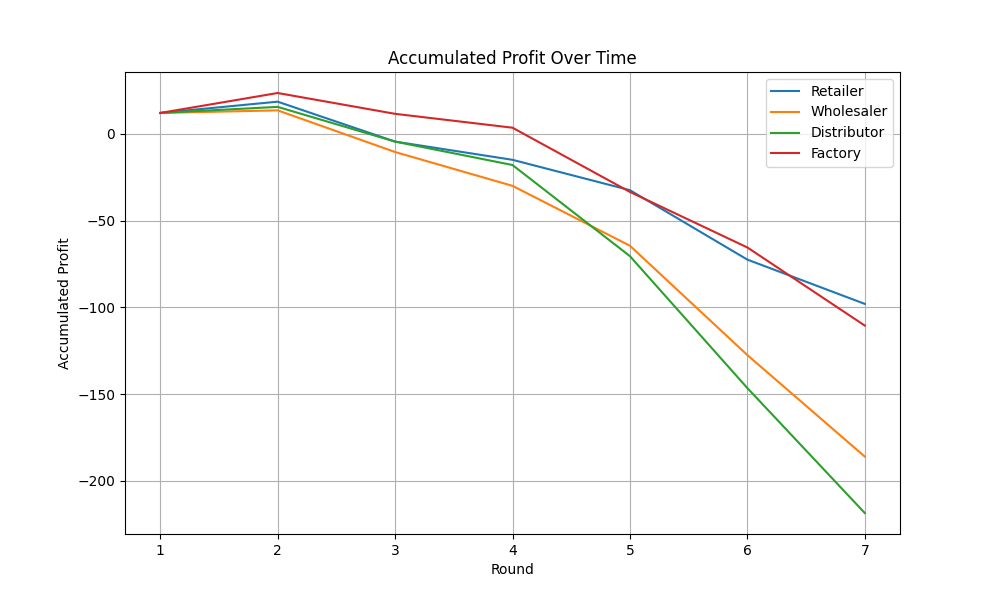 Accumulated Profit Over Time
Retailer
Wholesaler
Distributor
Factory
Accumulated Profit
0
−50
−100
−150
−200
1 2 3 4 5 6 7
Round